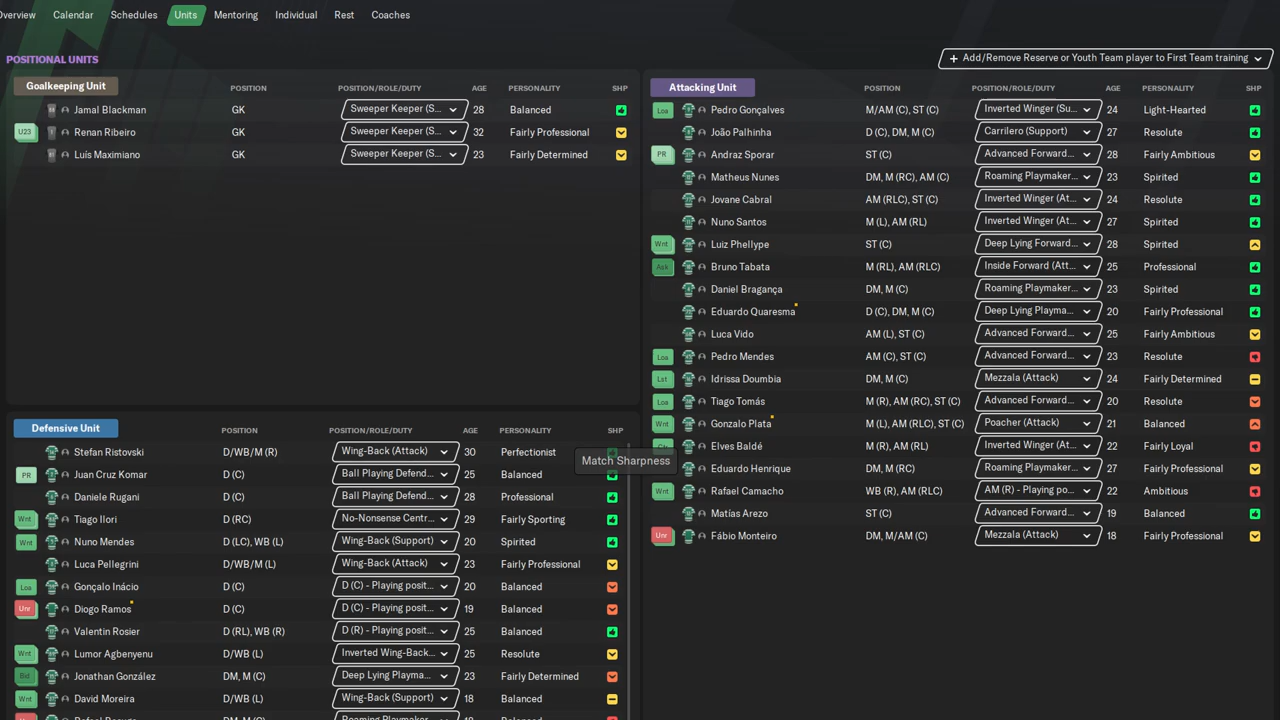 Overview Calendar Schedules Units Mentoring Individual Rest Coaches
POSITIONAL UNITS
+ Add/Remove Reserve or Youth Team player to First Team training
Goalkeeping Unit POSITION POSITION/ROLE/DUTY AGE PERSONALITY SHP
Jamal Blackman GK Sweeper Keeper (S... 28 Balanced
U23 Renan Ribeiro GK Sweeper Keeper (S... 32 Fairly Professional
Luís Maximiano GK Sweeper Keeper (S... 23 Fairly Determined
Defensive Unit POSITION POSITION/ROLE/DUTY AGE PERSONALITY SHP
Stefan Ristovski D/WB/M (R) Wing-Back (Attack) 30 Perfectionist
Match Sharpness
PR Juan Cruz Komar D (C) Ball Playing Defend... 25 Balanced
Daniele Rugani D (C) Ball Playing Defend... 28 Professional
Wnt Tiago Ilori D (RC) No-Nonsense Centr... 29 Fairly Sporting
Wnt Nuno Mendes D (LC), WB (L) Wing-Back (Support) 20 Spirited
Luca Pellegrini D/WB/M (L) Wing-Back (Attack) 23 Fairly Professional
Loa Gonçalo Inácio D (C) D (C) - Playing posit... 20 Balanced
Unr Diogo Ramos D (C) D (C) - Playing posit... 19 Balanced
Valentin Rosier D (RL), WB (R) D (R) - Playing posit... 25 Balanced
Wnt Lumor Agbenyenu D/WB (L) Inverted Wing-Back... 25 Resolute
Bid Jonathan González DM, M (C) Deep Lying Playma... 23 Fairly Determined
Wnt David Moreira D/WB (L) Wing-Back (Support) 18 Balanced
Attacking Unit POSITION POSITION/ROLE/DUTY AGE PERSONALITY SHP
Loa Pedro Gonçalves M/AM (C), ST (C) Inverted Winger (Su... 24 Light-Hearted
João Palhinha D (C), DM, M (C) Carrilero (Support) 27 Resolute
PR Andraz Sporar ST (C) Advanced Forward... 28 Fairly Ambitious
Matheus Nunes DM, M (RC), AM (C) Roaming Playmaker... 23 Spirited
Jovane Cabral AM (RLC), ST (C) Inverted Winger (At... 24 Resolute
Nuno Santos M (L), AM (RL) Inverted Winger (At... 27 Spirited
Wnt Luiz Phellype ST (C) Deep Lying Forward... 28 Spirited
Ask Bruno Tabata M (RL), AM (RLC) Inside Forward (Att... 25 Professional
Daniel Bragança DM, M (C) Roaming Playmaker... 23 Spirited
Eduardo Quaresma D (C), DM, M (C) Deep Lying Playma... 20 Fairly Professional
Luca Vido AM (L), ST (C) Advanced Forward... 25 Fairly Ambitious
Loa Pedro Mendes AM (C), ST (C) Advanced Forward... 23 Resolute
Lst Idrissa Doumbia DM, M (C) Mezzala (Attack) 24 Fairly Determined
Loa Tiago Tomás M (R), AM (RC), ST (C) Advanced Forward... 20 Resolute
Wnt Gonzalo Plata M (L), AM (RLC), ST (C) Poacher (Attack) 21 Balanced
Elves Baldé M (R), AM (RL) Inverted Winger (At... 22 Fairly Loyal
Eduardo Henrique DM, M (RC) Roaming Playmaker... 27 Fairly Professional
Wnt Rafael Camacho WB (R), AM (RLC) AM (R) - Playing po... 22 Ambitious
Matías Arezo ST (C) Advanced Forward... 19 Balanced
Unr Fábio Monteiro DM, M/AM (C) Mezzala (Attack) 18 Fairly Professional